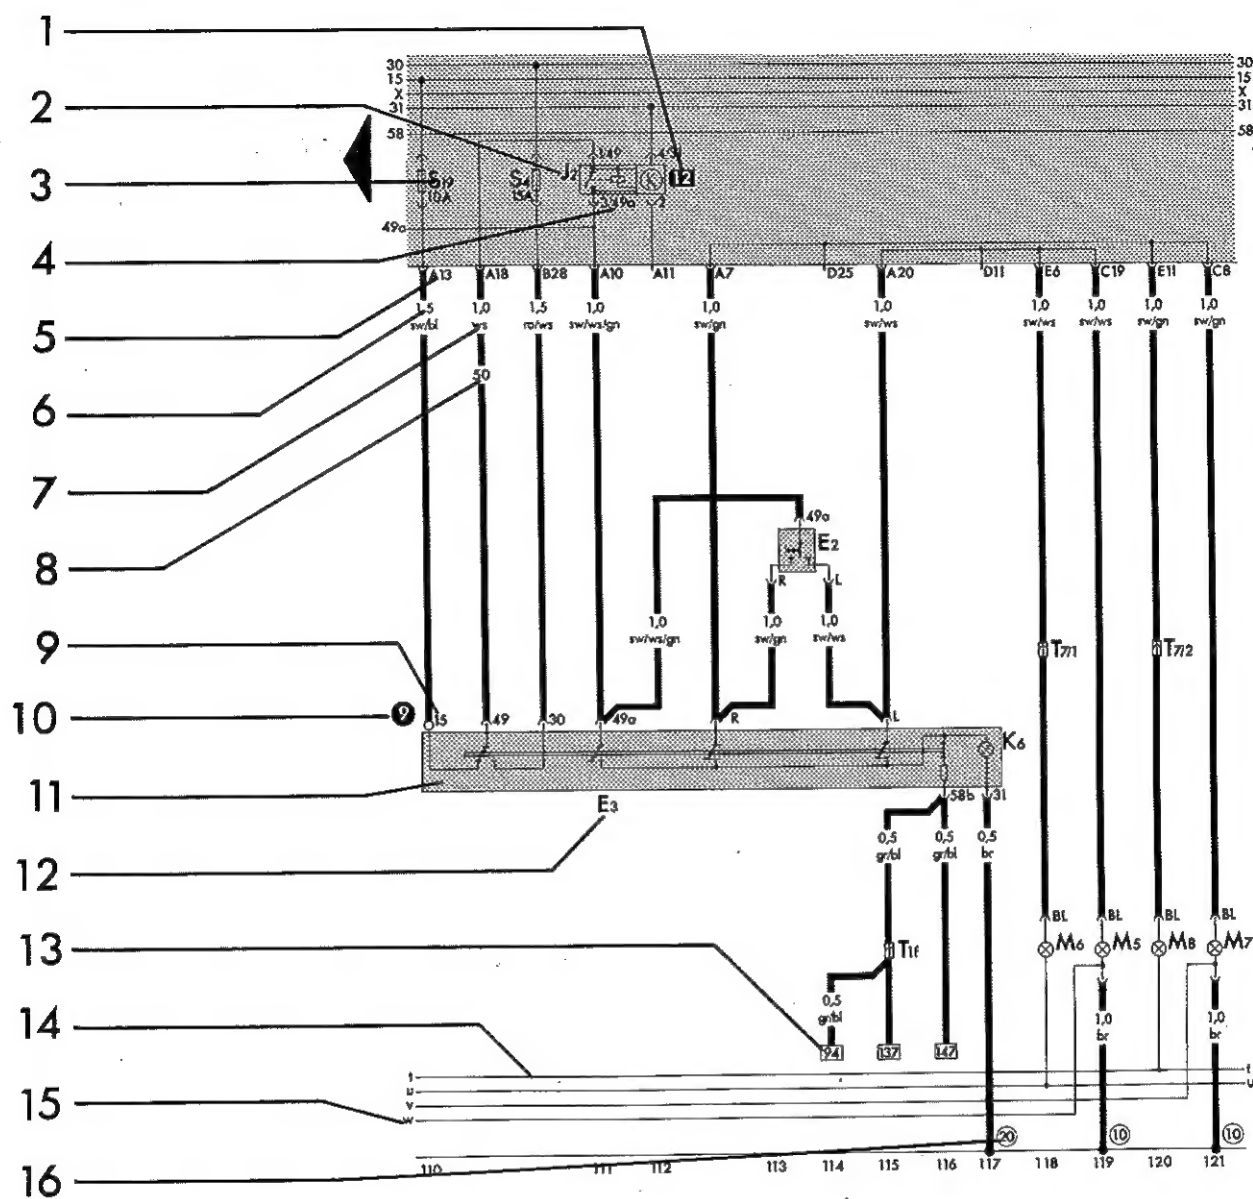 1
30 30
15 15
X X
2
31 31
58 58
1/49 4/49
3 S19 S4 J2 K 12
10A 15A
3/49a 2
49a
4
A13 A18 B28 A10 A11 A7 D25 A20 D11 E6 C19 E11 C8
1,5 1,0 1,5 1,0 1,0 1,0 1,0 1,0 1,0 1,0
sw/bl ws ro/ws sw/ws/gn sw/gn sw/ws sw/ws sw/ws sw/gn sw/gn
5
50
6
7
49a
E2
8
R L
1,0 1,0 1,0
sw/ws/gn sw/gn sw/ws
9
T7/1 T7/2
10 9 15 49 30 49a R L
K6
11
58b 31
E3
0,5 0,5 0,5
gr/bl gr/bl br
12
BL BL BL BL
13
T1f M6 M5 M8 M7
0,5
gr/bl
1,0 1,0
br br
14
94 137 147
t t
u u
v
15
w
20 10 10
110 111 112 113 114 115 116 117 118 119 120 121
16